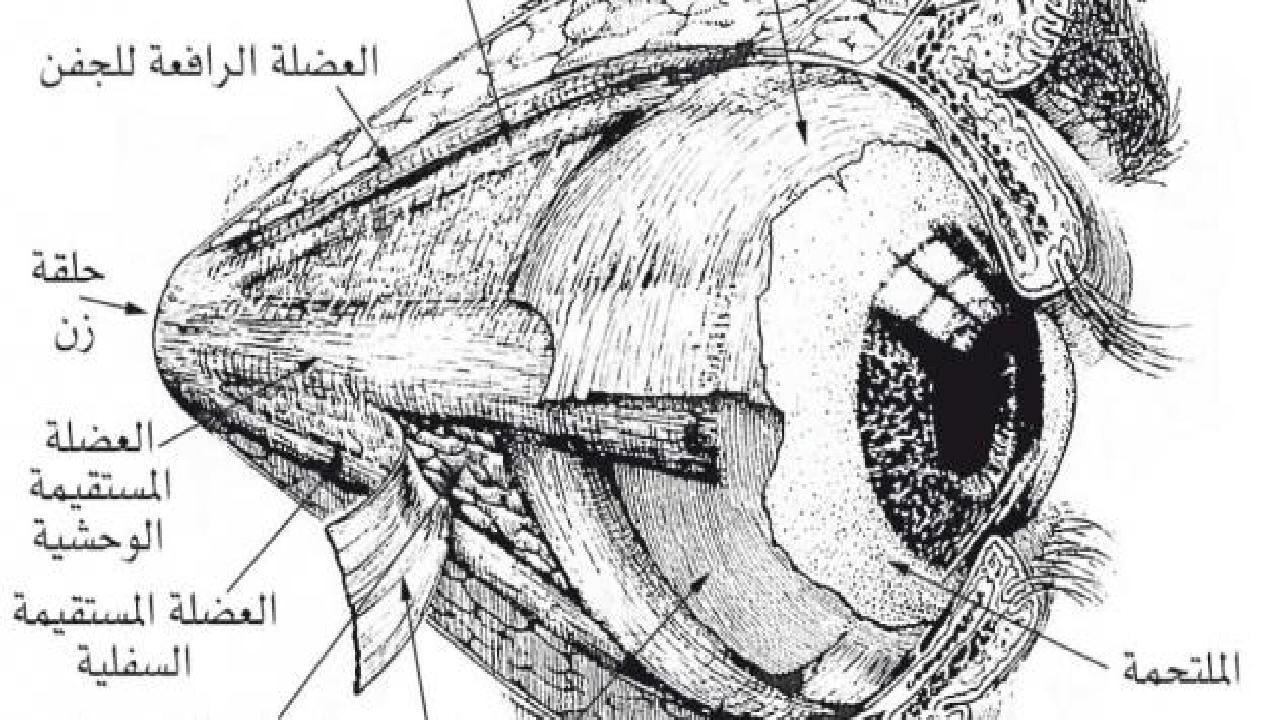 العضلة الرافعة للجفن
حلقة
زن
العضلة
المستقيمة
الوحشية
العضلة المستقيمة
السفلية
الملتحمة